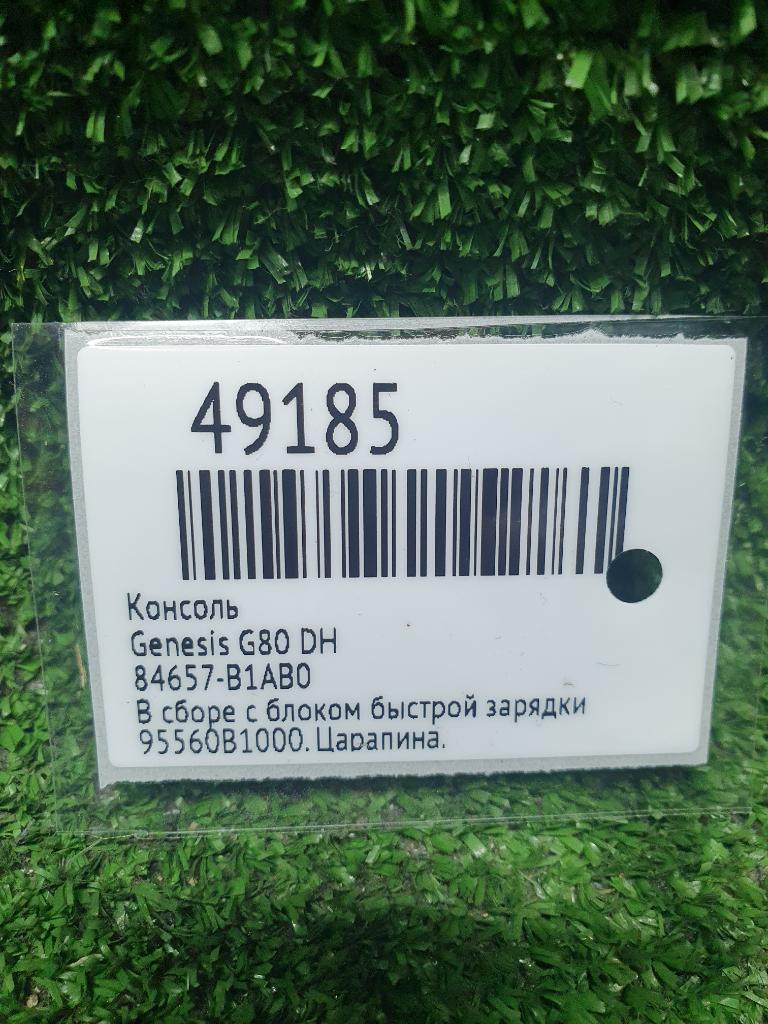 49185
Консоль
Genesis G80 DH
84657-B1AB0
В сборе с блоком быстрой зарядки
95560B1000. Царапина.